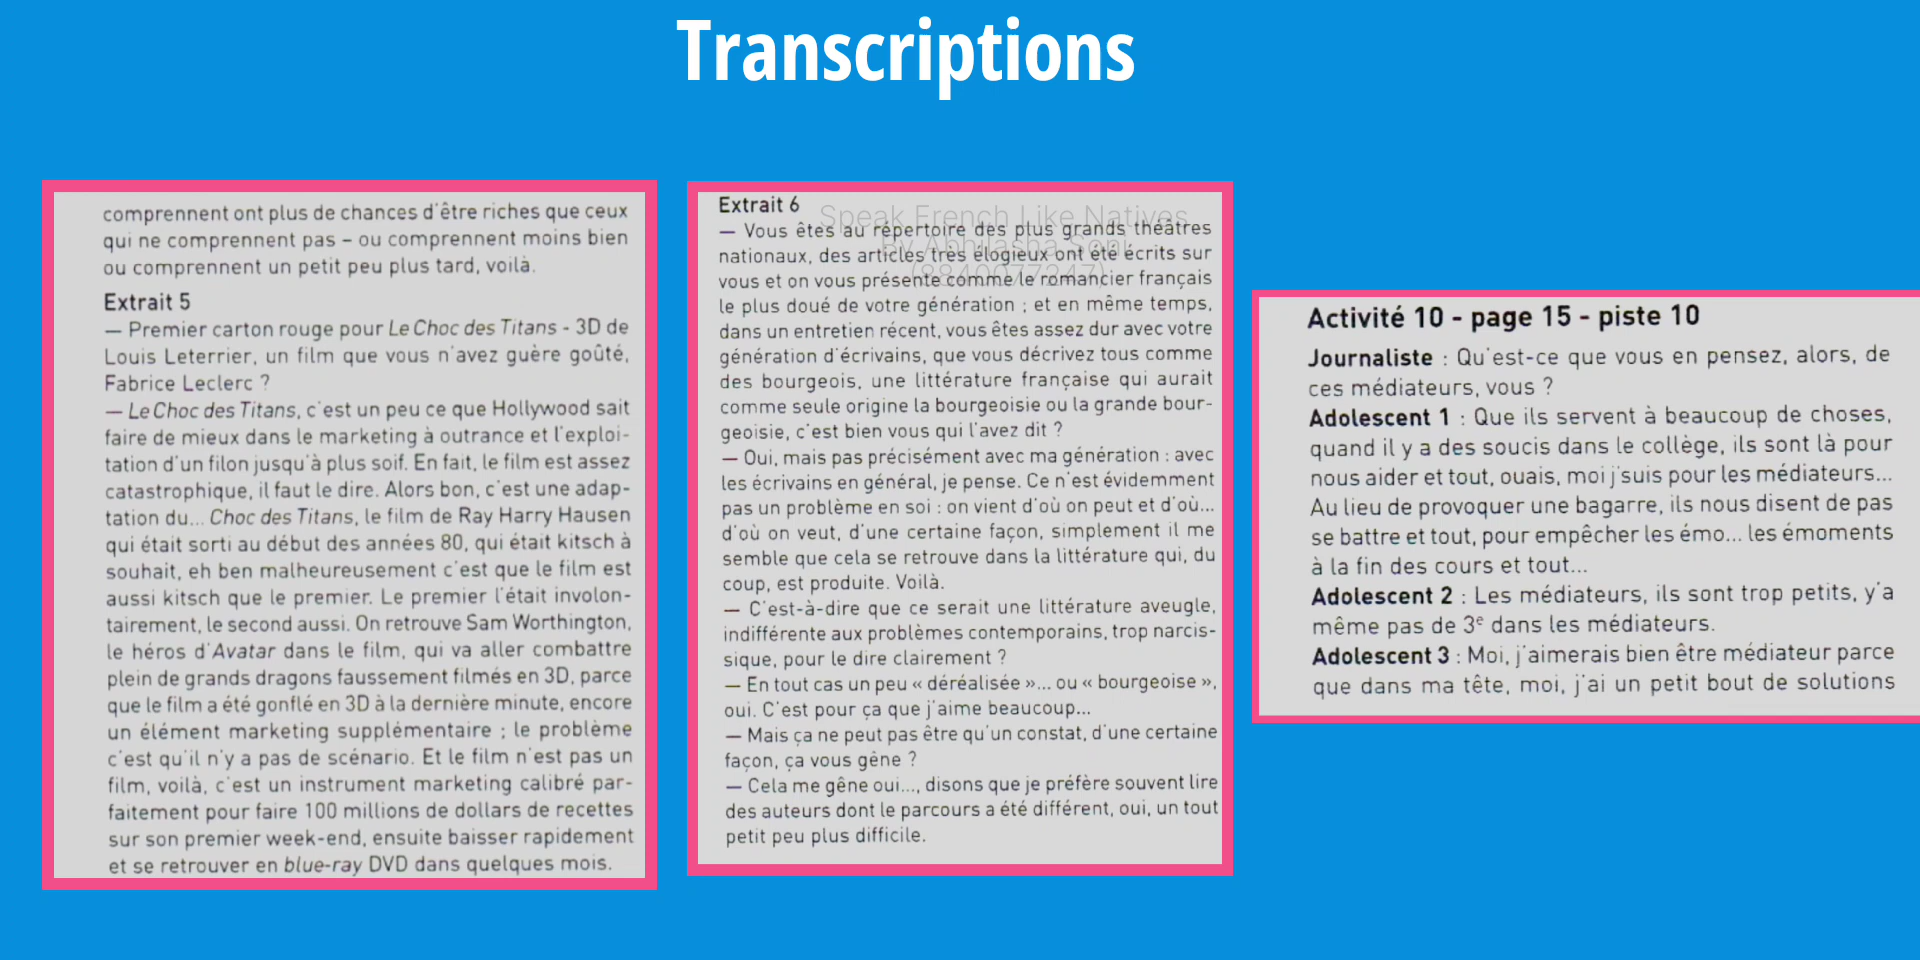 Transcriptions
comprennent ont plus de chances d'être riches que ceux
qui ne comprennent pas – ou comprennent moins bien
ou comprennent un petit peu plus tard, voilà.
Extrait 5
— Premier carton rouge pour Le Choc des Titans - 3D de
Louis Leterrier, un film que vous n'avez guère goûté,
Fabrice Leclerc ?
— Le Choc des Titans, c'est un peu ce que Hollywood sait
faire de mieux dans le marketing à outrance et l'exploi-
tation d'un filon jusqu'à plus soif. En fait, le film est assez
catastrophique, il faut le dire. Alors bon, c'est une adap-
tation du... Choc des Titans, le film de Ray Harry Hausen
qui était sorti au début des années 80, qui était kitsch à
souhait, eh ben malheureusement c'est que le film est
aussi kitsch que le premier. Le premier l'était involon-
tairement, le second aussi. On retrouve Sam Worthington,
le héros d'Avatar dans le film, qui va aller combattre
plein de grands dragons faussement filmés en 3D, parce
que le film a été gonflé en 3D à la dernière minute, encore
un élément marketing supplémentaire ; le problème
c'est qu'il n'y a pas de scénario. Et le film n'est pas un
film, voilà, c'est un instrument marketing calibré par-
faitement pour faire 100 millions de dollars de recettes
sur son premier week-end, ensuite baisser rapidement
et se retrouver en blue-ray DVD dans quelques mois.
Extrait 6
Speak French Like Natives
By Abhilasha Soni
(8840077247)
— Vous êtes au répertoire des plus grands théâtres
nationaux, des articles très élogieux ont été écrits sur
vous et on vous présente comme le romancier français
le plus doué de votre génération ; et en même temps,
dans un entretien récent, vous êtes assez dur avec votre
génération d'écrivains, que vous décrivez tous comme
des bourgeois, une littérature française qui aurait
comme seule origine la bourgeoisie ou la grande bour-
geoisie, c'est bien vous qui l'avez dit ?
— Oui, mais pas précisément avec ma génération : avec
les écrivains en général, je pense. Ce n'est évidemment
pas un problème en soi : on vient d'où on peut et d'où...
d'où on veut, d'une certaine façon, simplement il me
semble que cela se retrouve dans la littérature qui, du
coup, est produite. Voilà.
— C'est-à-dire que ce serait une littérature aveugle,
indifférente aux problèmes contemporains, trop narcis-
sique, pour le dire clairement ?
— En tout cas un peu « déréalisée »... ou « bourgeoise »,
oui. C'est pour ça que j'aime beaucoup...
— Mais ça ne peut pas être qu'un constat, d'une certaine
façon, ça vous gêne ?
— Cela me gêne oui..., disons que je préfère souvent lire
des auteurs dont le parcours a été différent, oui, un tout
petit peu plus difficile.
Activité 10 - page 15 - piste 10
Journaliste : Qu'est-ce que vous en pensez, alors, de
ces médiateurs, vous ?
Adolescent 1 : Que ils servent à beaucoup de choses,
quand il y a des soucis dans le collège, ils sont là pour
nous aider et tout, ouais, moi j'suis pour les médiateurs...
Au lieu de provoquer une bagarre, ils nous disent de pas
se battre et tout, pour empêcher les émo... les émoments
à la fin des cours et tout...
Adolescent 2 : Les médiateurs, ils sont trop petits, y'a
même pas de 3e dans les médiateurs.
Adolescent 3 : Moi, j'aimerais bien être médiateur parce
que dans ma tête, moi, j'ai un petit bout de solutions